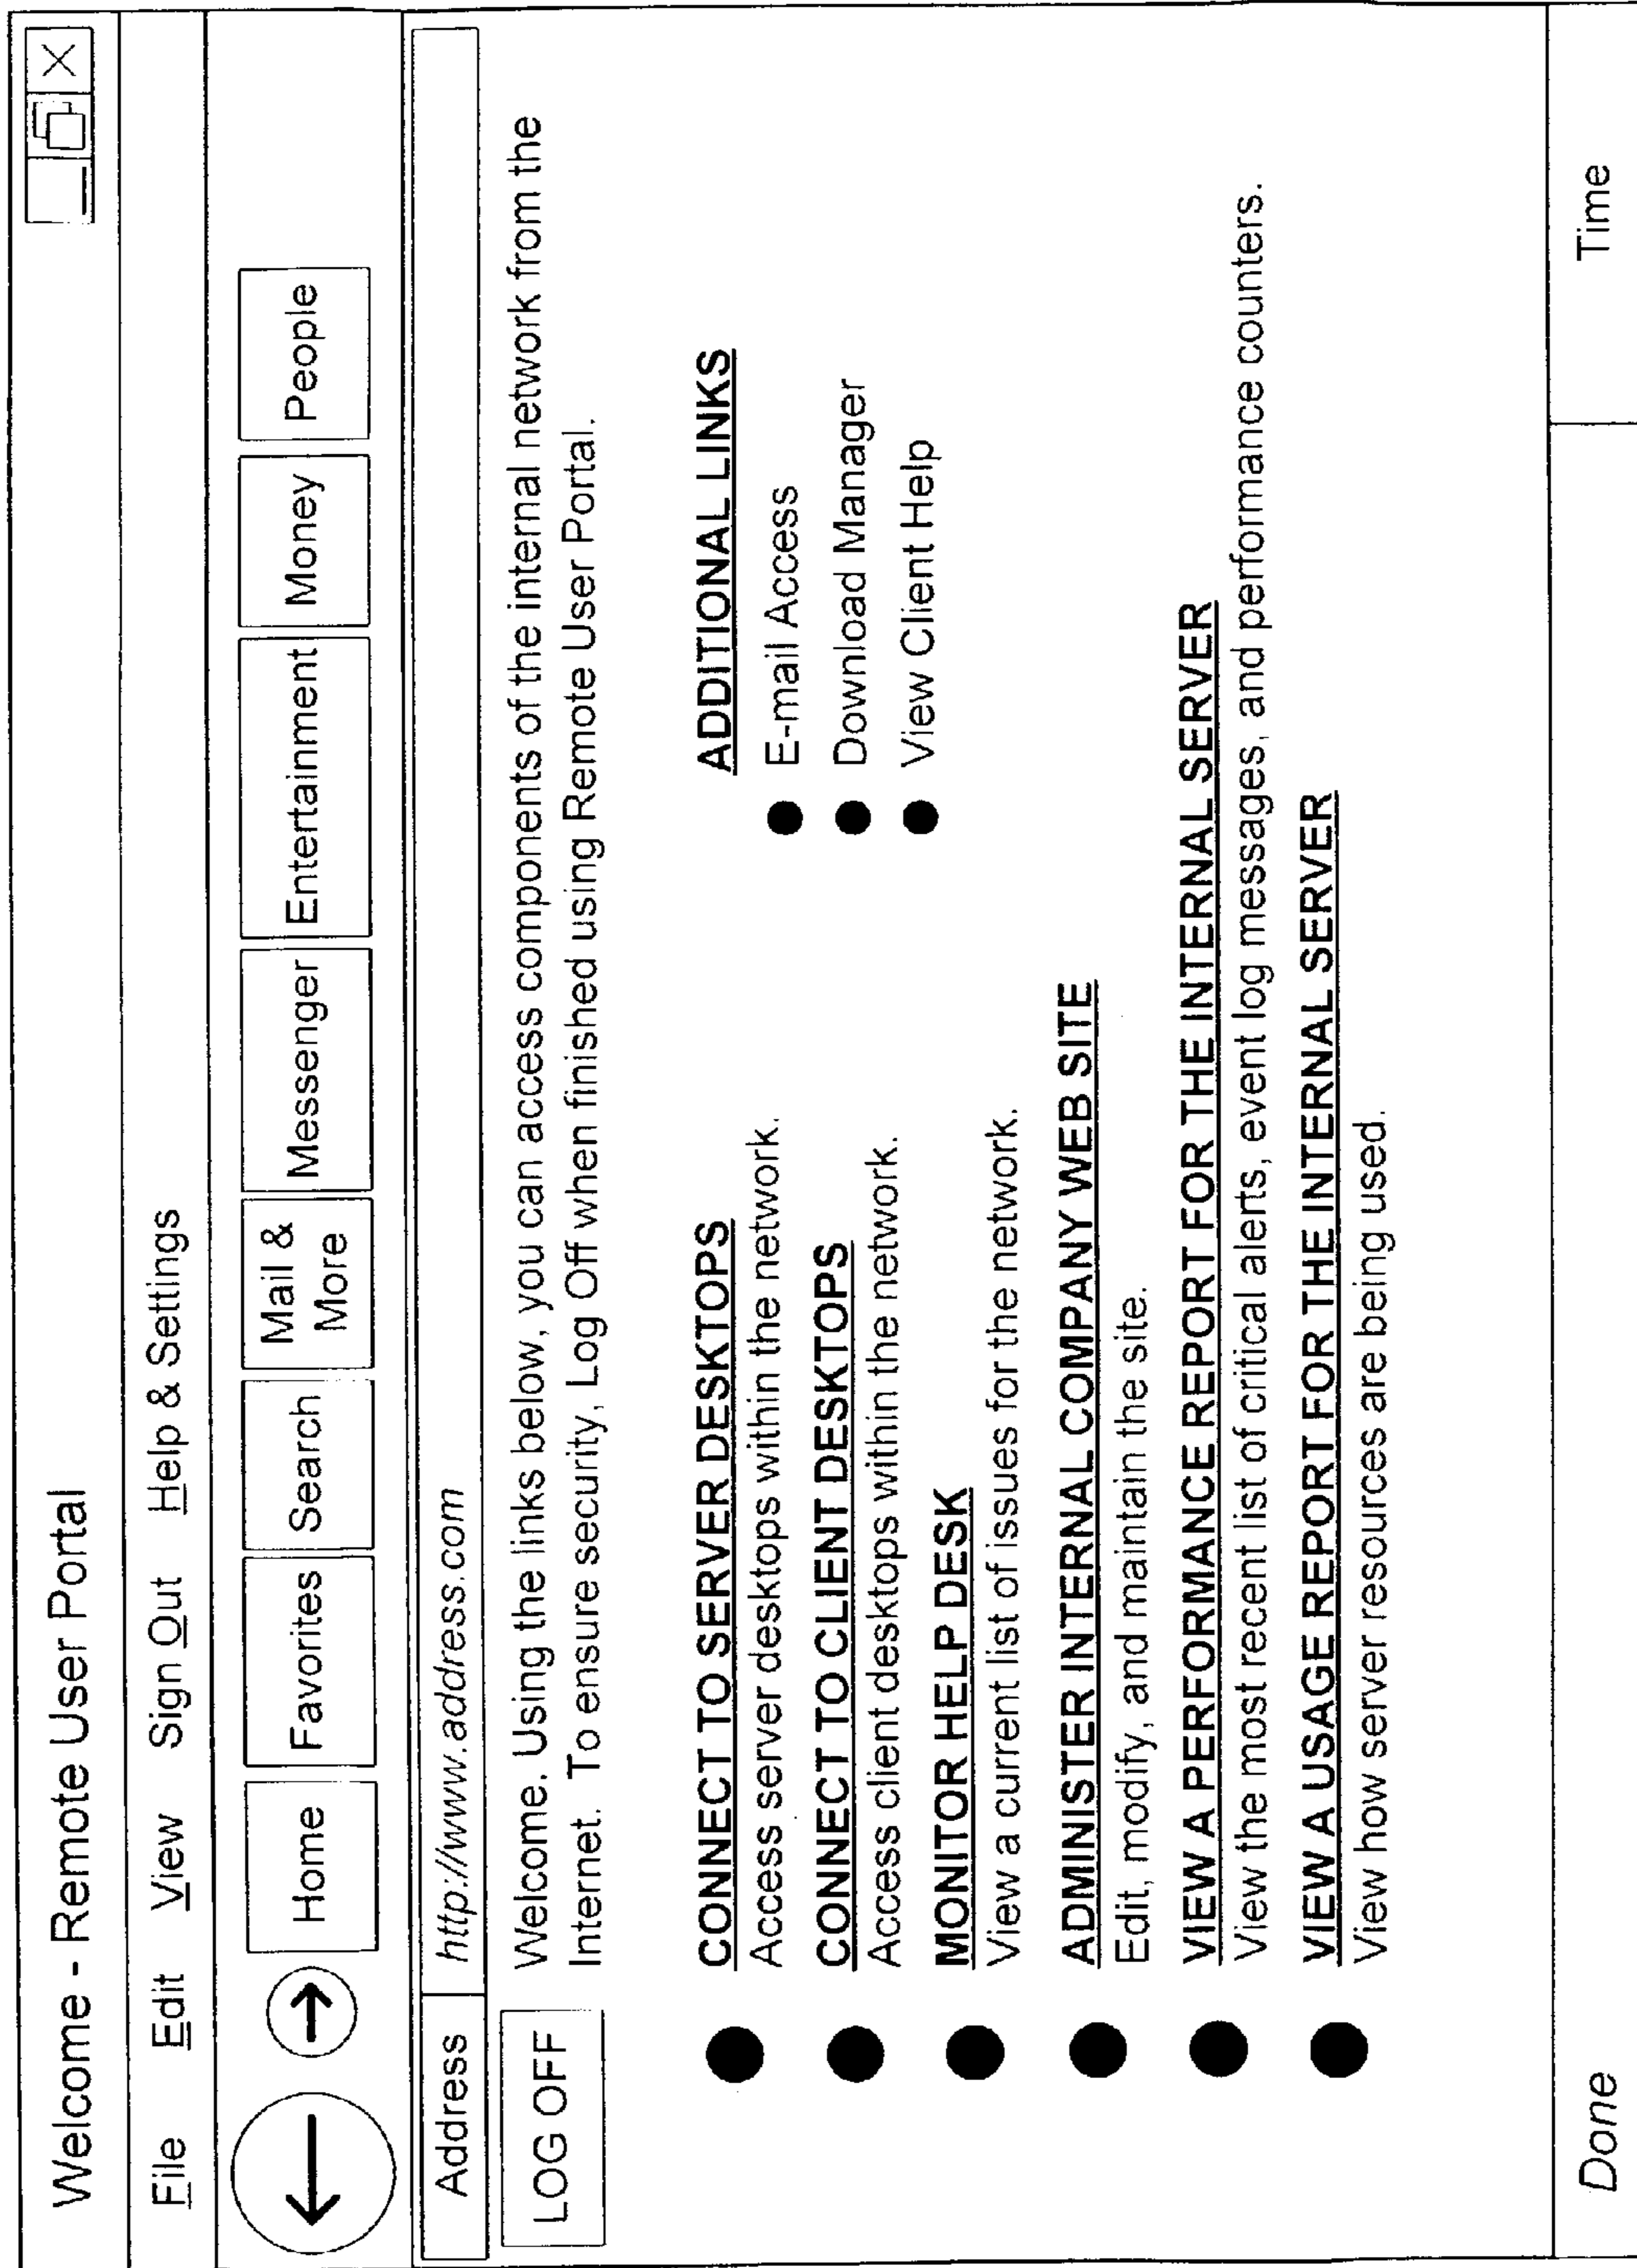 Welcome - Remote User Portal
File Edit View Sign Out Help & Settings
Home Favorites Search Mail & More Messenger Entertainment Money People
Address http://www.address.com
LOG OFF
Welcome. Using the links below, you can access components of the internal network from the
Internet. To ensure security, Log Off when finished using Remote User Portal.
CONNECT TO SERVER DESKTOPS
Access server desktops within the network.
CONNECT TO CLIENT DESKTOPS
Access client desktops within the network.
MONITOR HELP DESK
View a current list of issues for the network.
ADMINISTER INTERNAL COMPANY WEB SITE
Edit, modify, and maintain the site.
VIEW A PERFORMANCE REPORT FOR THE INTERNAL SERVER
View the most recent list of critical alerts, event log messages, and performance counters.
VIEW A USAGE REPORT FOR THE INTERNAL SERVER
View how server resources are being used.
ADDITIONAL LINKS
E-mail Access
Download Manager
View Client Help
Done Time